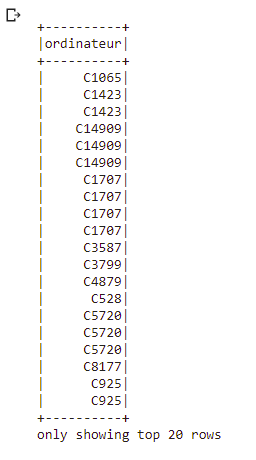 +----------+
|ordinateur|
+----------+
|     C1065|
|     C1423|
|     C1423|
|    C14909|
|    C14909|
|    C14909|
|     C1707|
|     C1707|
|     C1707|
|     C1707|
|     C3587|
|     C3799|
|     C4879|
|      C528|
|     C5720|
|     C5720|
|     C5720|
|     C8177|
|      C925|
|      C925|
+----------+
only showing top 20 rows